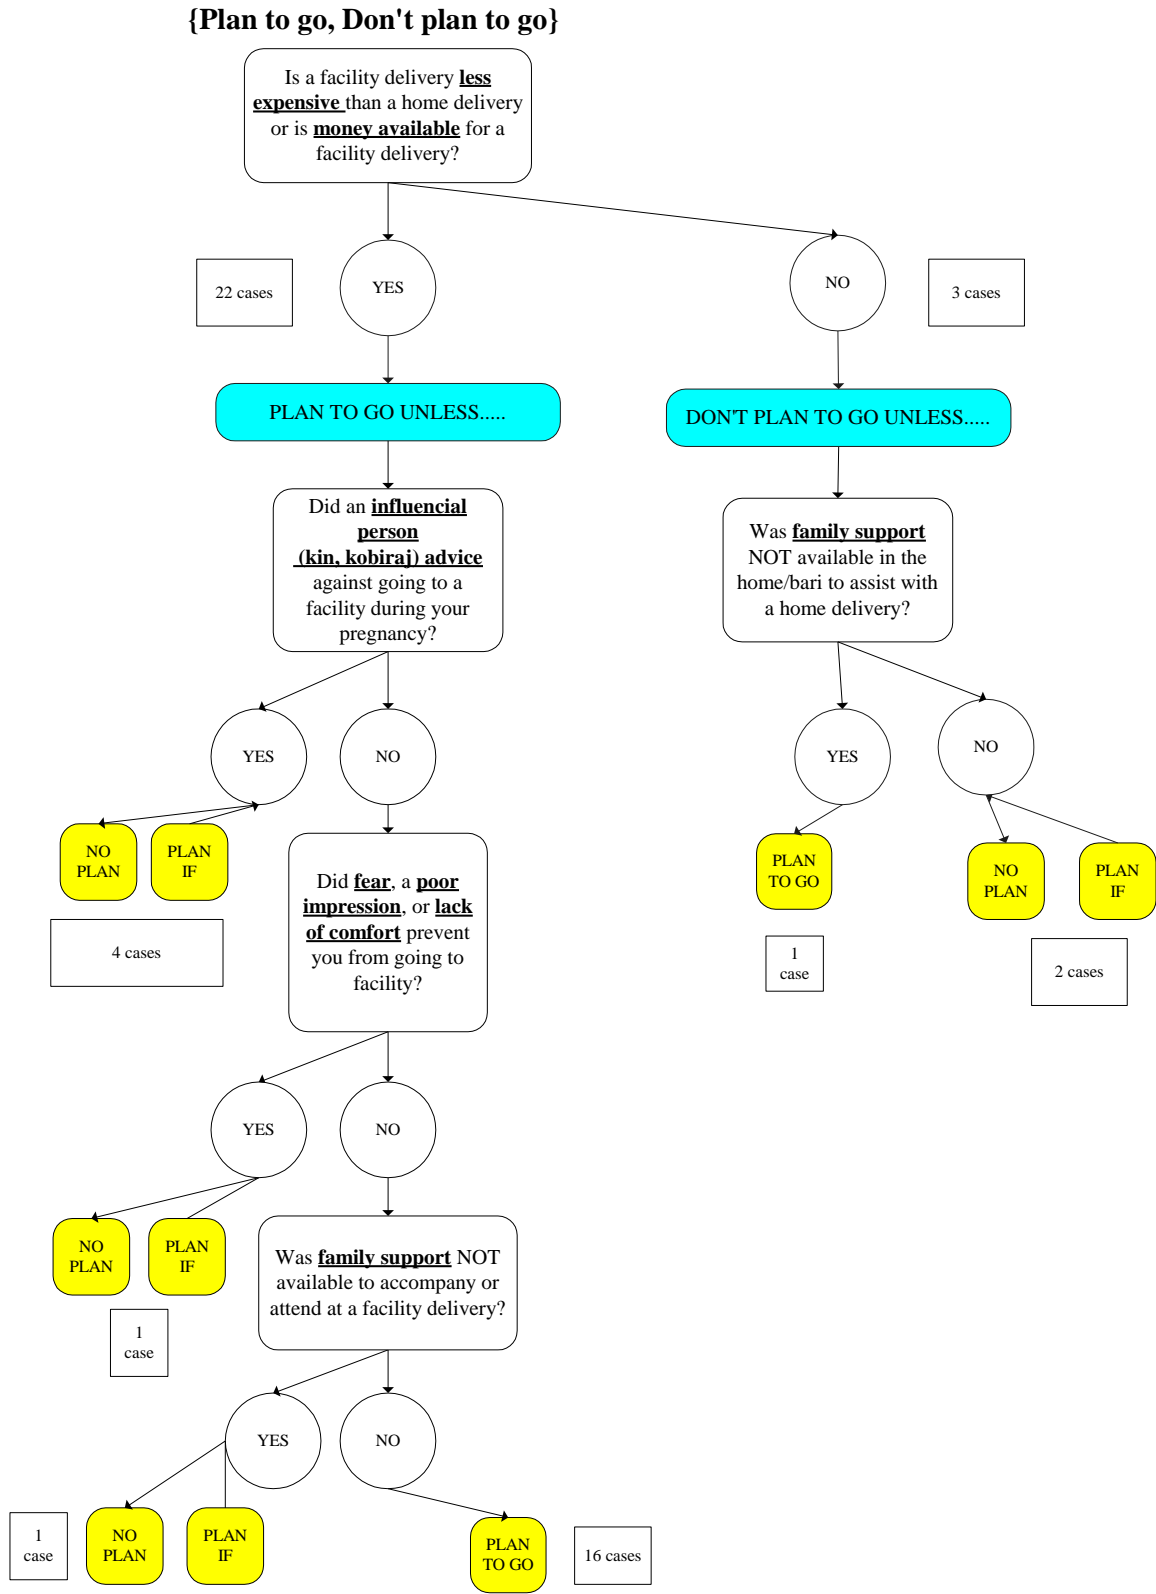 {Plan to go, Don't plan to go}
Is a facility delivery less
expensive than a home delivery
or is money available for a
facility delivery?
22 cases
YES
NO
3 cases
PLAN TO GO UNLESS.....
DON'T PLAN TO GO UNLESS.....
Did an influencial
person
(kin, kobiraj) advice
against going to a
facility during your
pregnancy?
Was family support
NOT available in the
home/bari to assist with
a home delivery?
YES
NO
YES
NO
NO
PLAN
PLAN
IF
4 cases
PLAN
TO GO
NO
PLAN
PLAN
IF
1
case
2 cases
Did fear, a poor
impression, or lack
of comfort prevent
you from going to
facility?
YES
NO
NO
PLAN
PLAN
IF
1
case
Was family support NOT
available to accompany or
attend at a facility delivery?
YES
NO
1
case
NO
PLAN
PLAN
IF
PLAN
TO GO
16 cases